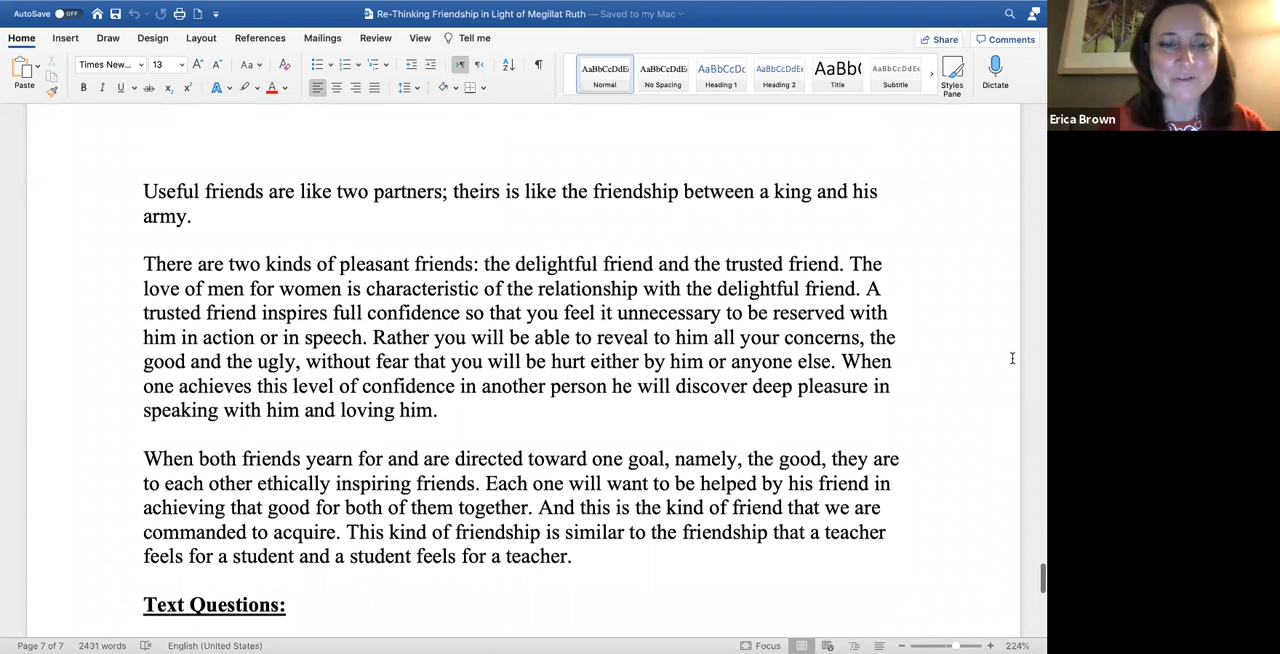 AutoSave OFF Re-Thinking Friendship in Light of Megillat Ruth — Saved to my Mac
Home Insert Draw Design Layout References Mailings Review View Tell me Share Comments
Paste Times New... 13 A A Aa A
B I U ab x₂ x² A A
AaBbCcDdEe AaBbCcDdEe AaBbCcDc AaBbCcDdEe AaBb( AaBbCcDdEe
Normal No Spacing Heading 1 Heading 2 Title Subtitle Styles Pane Dictate
Erica Brown
Useful friends are like two partners; theirs is like the friendship between a king and his
army.
There are two kinds of pleasant friends: the delightful friend and the trusted friend. The
love of men for women is characteristic of the relationship with the delightful friend. A
trusted friend inspires full confidence so that you feel it unnecessary to be reserved with
him in action or in speech. Rather you will be able to reveal to him all your concerns, the
good and the ugly, without fear that you will be hurt either by him or anyone else. When
one achieves this level of confidence in another person he will discover deep pleasure in
speaking with him and loving him.
When both friends yearn for and are directed toward one goal, namely, the good, they are
to each other ethically inspiring friends. Each one will want to be helped by his friend in
achieving that good for both of them together. And this is the kind of friend that we are
commanded to acquire. This kind of friendship is similar to the friendship that a teacher
feels for a student and a student feels for a teacher.
Text Questions:
Page 7 of 7 2431 words English (United States) Focus 224%